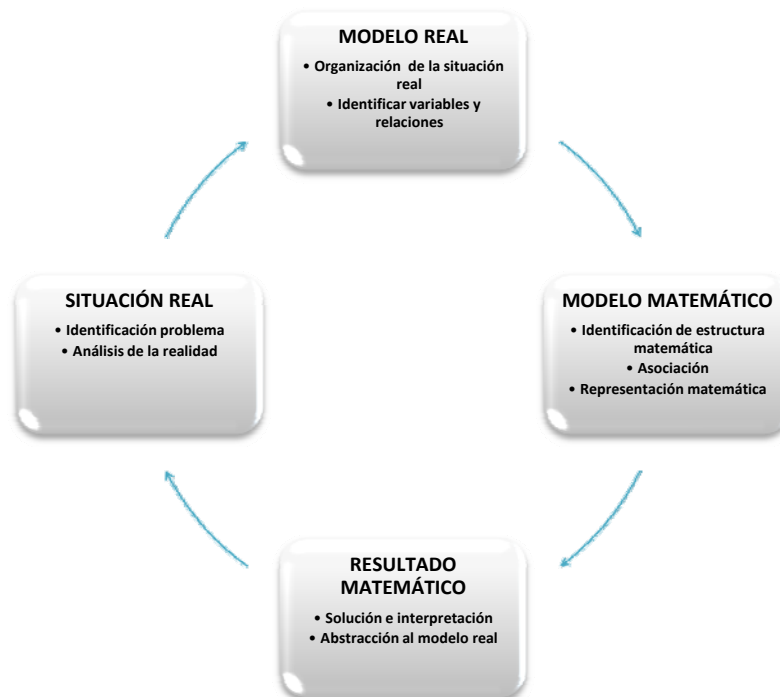 MODELO REAL
• Organización de la situación
real
• Identificar variables y
relaciones
SITUACIÓN REAL
• Identificación problema
• Análisis de la realidad
MODELO MATEMÁTICO
• Identificación de estructura
matemática
• Asociación
• Representación matemática
RESULTADO
MATEMÁTICO
• Solución e interpretación
• Abstracción al modelo real